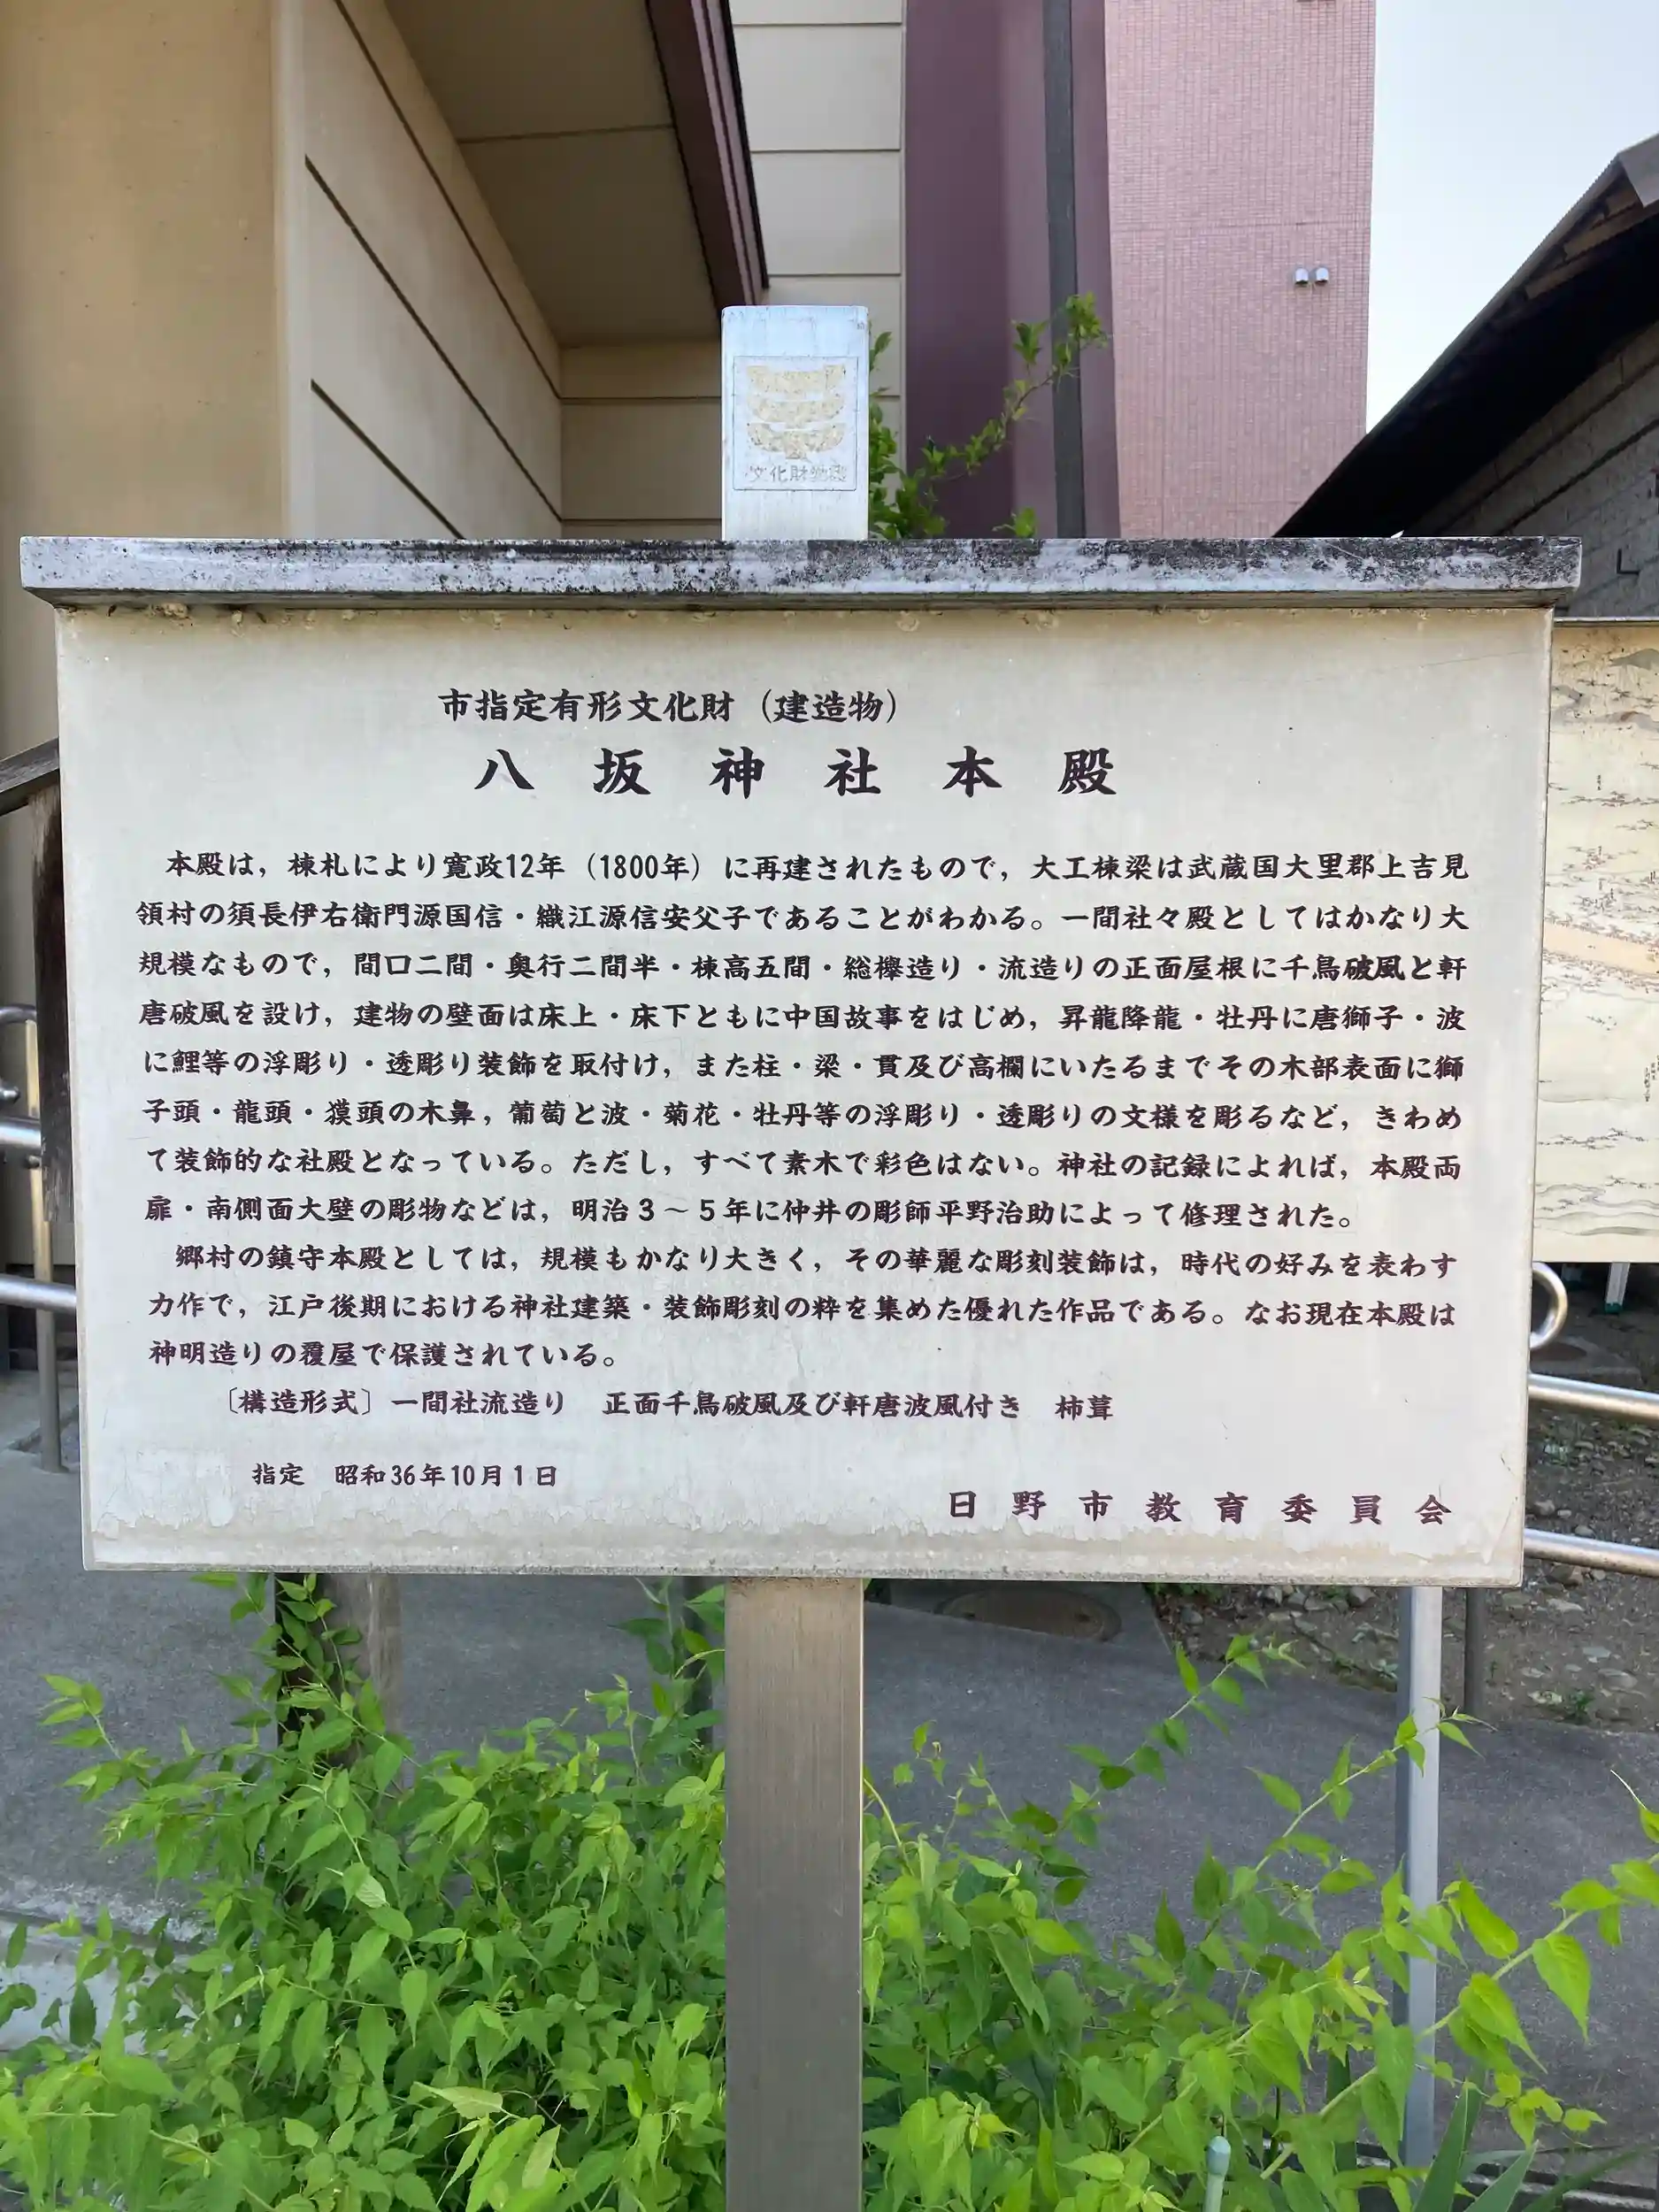 文化財
市指定有形文化財（建造物）
八坂神社本殿
本殿は，棟札により寛政12年（1800年）に再建されたもので，大工棟梁は武蔵国大里郡上吉見
領村の須長伊右衛門源国信・織江源信安父子であることがわかる。一間社々殿としてはかなり大
規模なもので，間口二間・奥行二間半・棟高五間・総欅造り・流造りの正面屋根に千鳥破風と軒
唐破風を設け，建物の壁面は床上・床下ともに中国故事をはじめ，昇龍降龍・牡丹に唐獅子・波
に鯉等の浮彫り・透彫り装飾を取付け，また柱・梁・貫及び高欄にいたるまでその木部表面に獅
子頭・龍頭・獏頭の木鼻，葡萄と波・菊花・牡丹等の浮彫り・透彫りの文様を彫るなど，きわめ
て装飾的な社殿となっている。ただし，すべて素木で彩色はない。神社の記録によれば，本殿両
扉・南側面大壁の彫物などは，明治３～５年に仲井の彫師平野治助によって修理された。
郷村の鎮守本殿としては，規模もかなり大きく，その華麗な彫刻装飾は，時代の好みを表わす
力作で，江戸後期における神社建築・装飾彫刻の粋を集めた優れた作品である。なお現在本殿は
神明造りの覆屋で保護されている。
〔構造形式〕一間社流造り　正面千鳥破風及び軒唐波風付き　柿葺
指定　昭和36年10月１日
日野市教育委員会